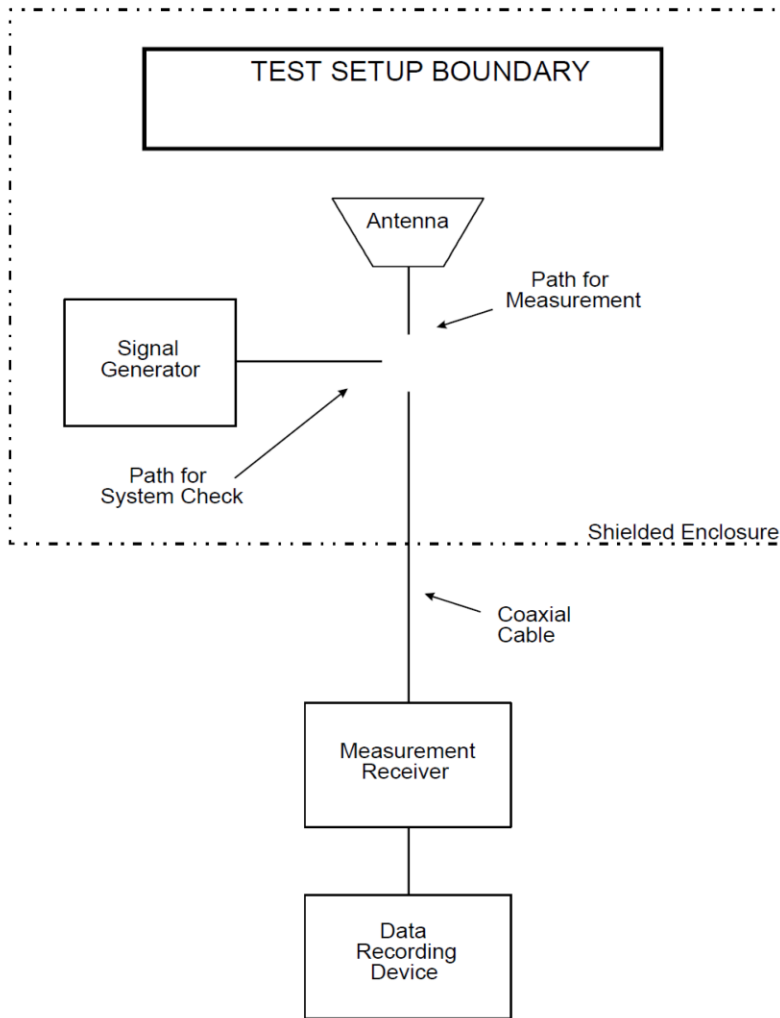 TEST SETUP BOUNDARY
Antenna
Path for
Measurement
Signal
Generator
Path for
System Check
Shielded Enclosure
Coaxial
Cable
Measurement
Receiver
Data
Recording
Device